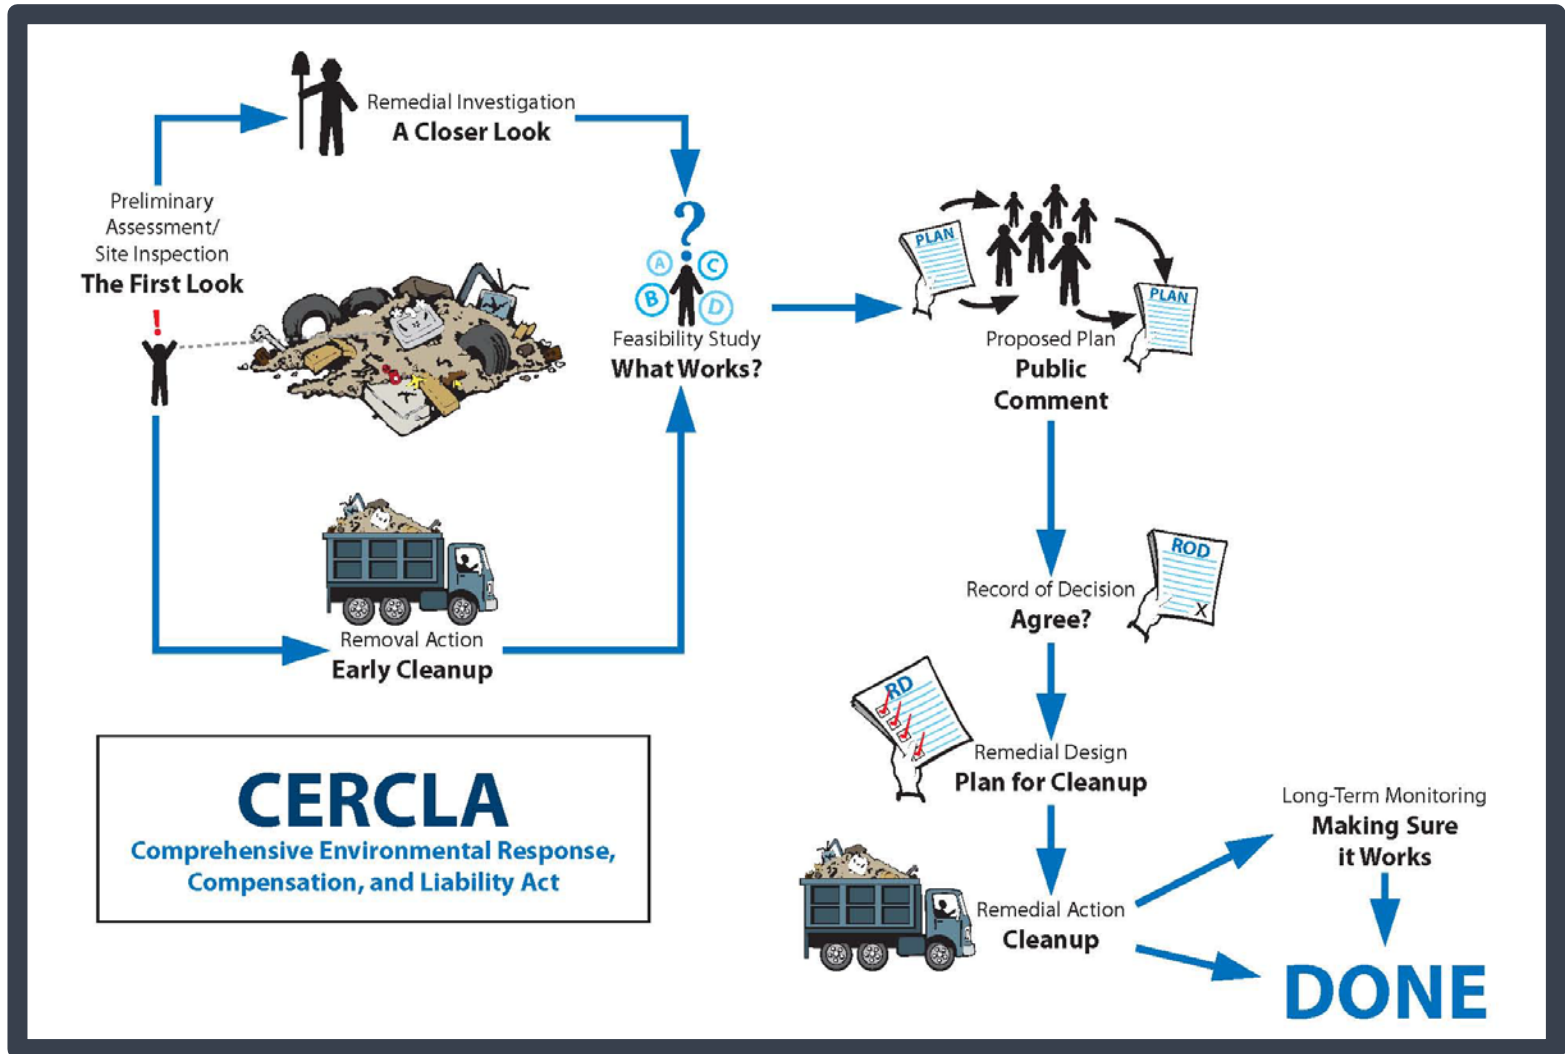 Remedial Investigation
A Closer Look
Preliminary
Assessment/
Site Inspection
The First Look
!
?
A
C
B
D
Feasibility Study
What Works?
PLAN
PLAN
Proposed Plan
Public
Comment
Removal Action
Early Cleanup
ROD
X
Record of Decision
Agree?
RD
Remedial Design
Plan for Cleanup
Remedial Action
Cleanup
Long-Term Monitoring
Making Sure
it Works
DONE
CERCLA
Comprehensive Environmental Response,
Compensation, and Liability Act